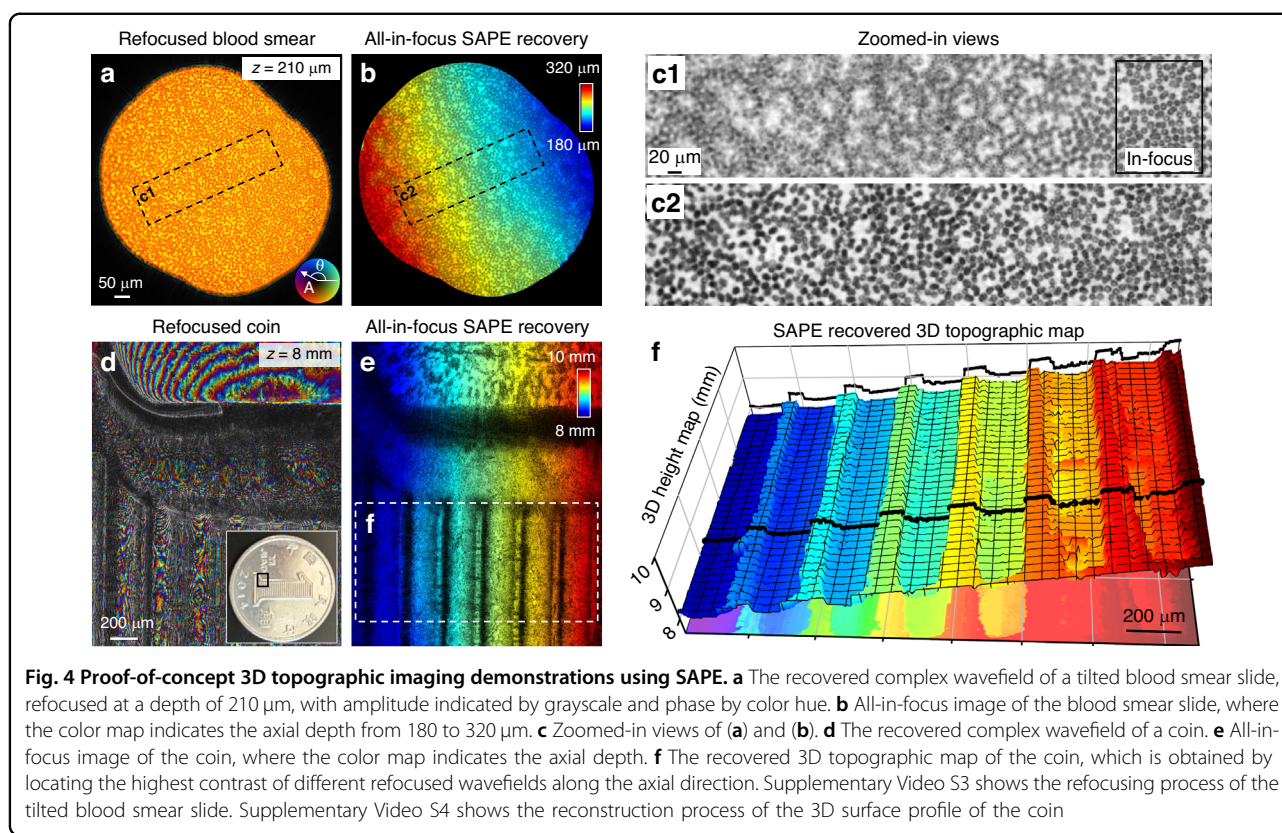 Refocused blood smear
All-in-focus SAPE recovery
Zoomed-in views
a
z = 210 µm
b
320 µm
180 µm
c1
c2
θ
A
50 µm
c1
20 µm
In-focus
c2
Refocused coin
All-in-focus SAPE recovery
SAPE recovered 3D topographic map
d
z = 8 mm
200 µm
e
10 mm
8 mm
f
f
3D height map (mm)
10
9
8
200 µm
Fig. 4 Proof-of-concept 3D topographic imaging demonstrations using SAPE. a The recovered complex wavefield of a tilted blood smear slide,
refocused at a depth of 210 µm, with amplitude indicated by grayscale and phase by color hue. b All-in-focus image of the blood smear slide, where
the color map indicates the axial depth from 180 to 320 µm. c Zoomed-in views of (a) and (b). d The recovered complex wavefield of a coin. e All-in-
focus image of the coin, where the color map indicates the axial depth. f The recovered 3D topographic map of the coin, which is obtained by
locating the highest contrast of different refocused wavefields along the axial direction. Supplementary Video S3 shows the refocusing process of the
tilted blood smear slide. Supplementary Video S4 shows the reconstruction process of the 3D surface profile of the coin